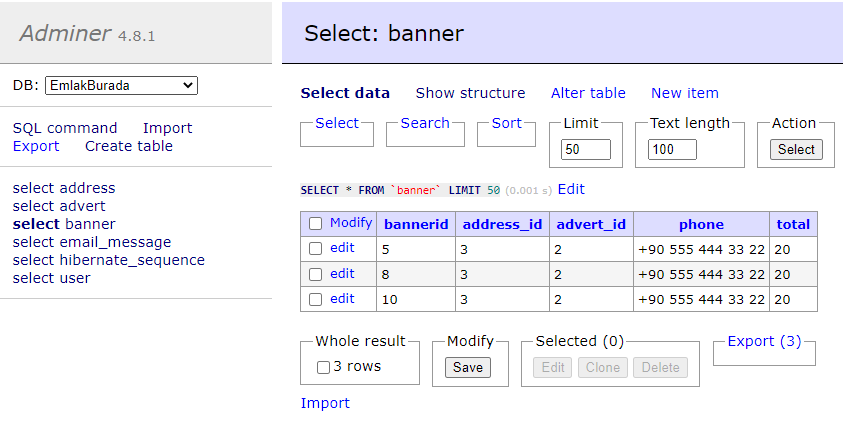 Adminer 4.8.1
Select: banner
DB: EmlakBurada
SQL command Import
Export Create table
select address
select advert
select banner
select email_message
select hibernate_sequence
select user
Select data Show structure Alter table New item
Select Search Sort Limit Text length Action
50 100 Select
SELECT * FROM `banner` LIMIT 50 (0.001 s) Edit
Modify bannerid address_id advert_id phone total
edit 5 3 2 +90 555 444 33 22 20
edit 8 3 2 +90 555 444 33 22 20
edit 10 3 2 +90 555 444 33 22 20
Whole result Modify Selected (0) Export (3)
3 rows Save Edit Clone Delete
Import